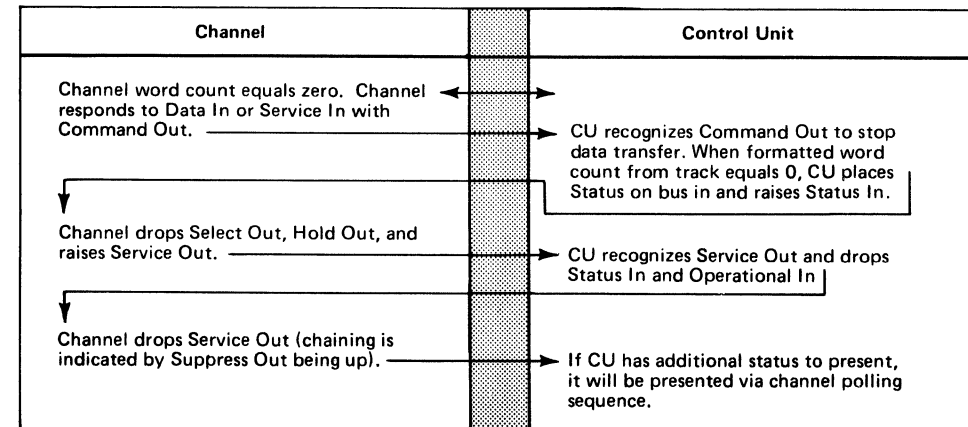 Channel
Control Unit
Channel word count equals zero. Channel
responds to Data In or Service In with
Command Out.
CU recognizes Command Out to stop
data transfer. When formatted word
count from track equals 0, CU places
Status on bus in and raises Status In.
Channel drops Select Out, Hold Out, and
raises Service Out.
CU recognizes Service Out and drops
Status In and Operational In
Channel drops Service Out (chaining is
indicated by Suppress Out being up).
If CU has additional status to present,
it will be presented via channel polling
sequence.